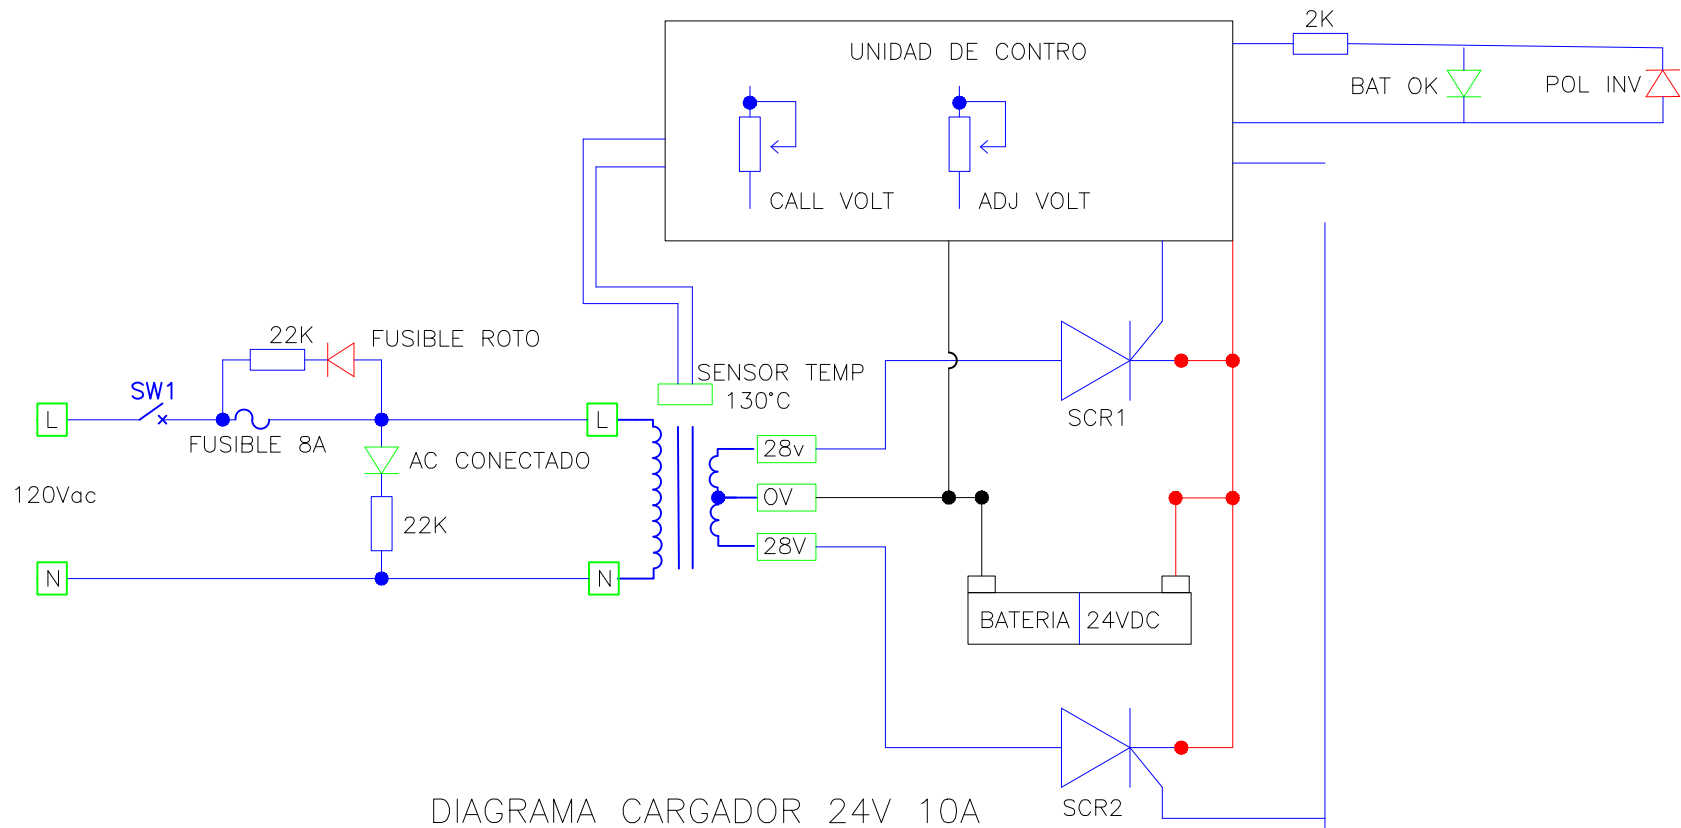 2K
UNIDAD DE CONTRO
BAT OK
POL INV
CALL VOLT
ADJ VOLT
22K
FUSIBLE ROTO
SENSOR TEMP
130°C
SW1
L
FUSIBLE 8A
L
SCR1
28v
AC CONECTADO
120Vac
0V
22K
28V
N
N
BATERIA
24VDC
SCR2
DIAGRAMA CARGADOR 24V 10A